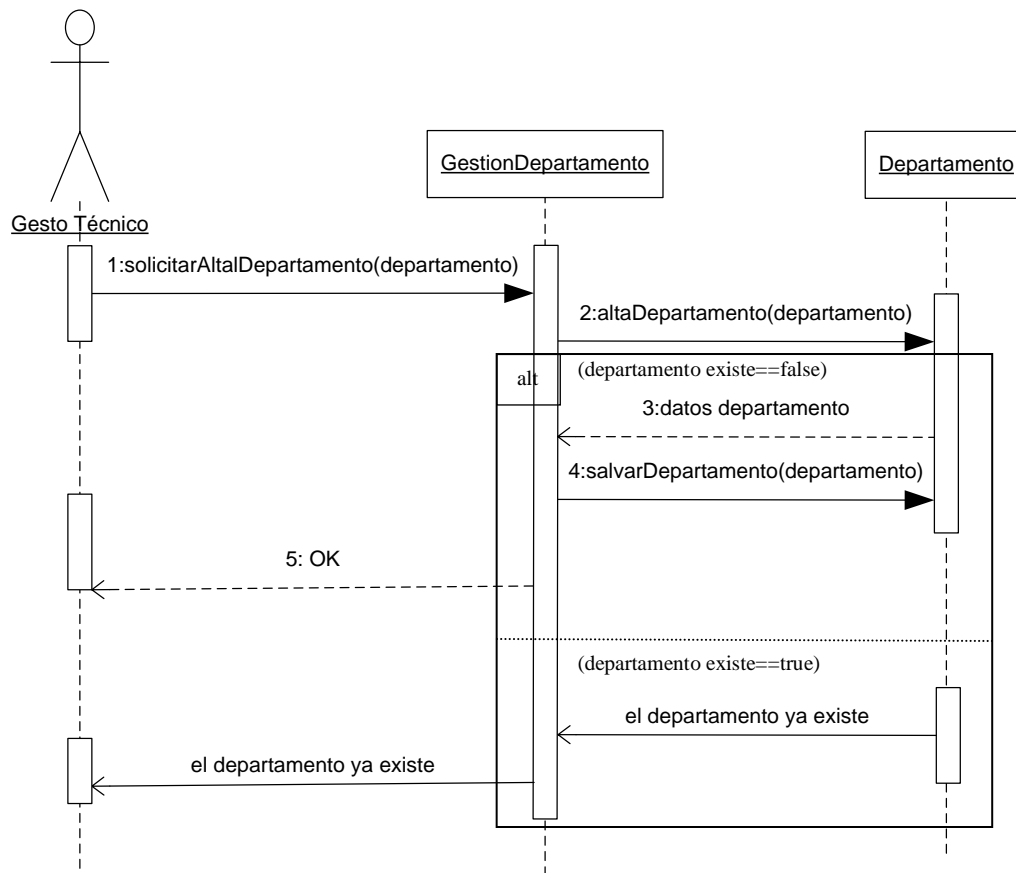 GestionDepartamento
Departamento
Gesto Técnico
1:solicitarAltalDepartamento(departamento)
2:altaDepartamento(departamento)
alt
(departamento existe==false)
3:datos departamento
4:salvarDepartamento(departamento)
5: OK
(departamento existe==true)
el departamento ya existe
el departamento ya existe